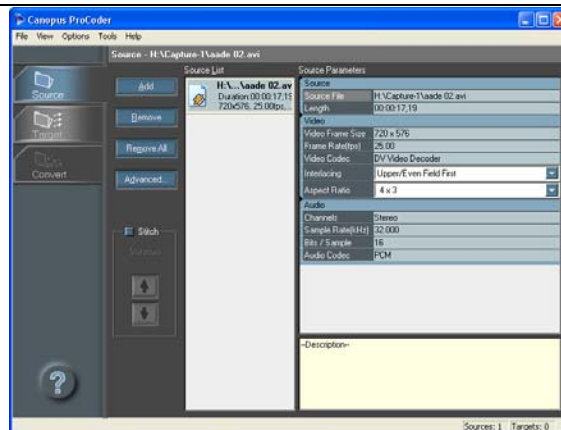 Canopus ProCoder
File View Options Tools Help
Source - H:\Capture-1\aade 02.avi
Source
Target
Convert
Add
Remove
Remove All
Advanced...
Stitch
Source List
H:\...\aade 02.av
Duration:00:00:17,19
720x576, 25.00fps,...
Source Parameters
Source
Source File H:\Capture-1\aade 02.avi
Length 00:00:17,19
Video
Video Frame Size 720 x 576
Frame Rate(fps) 25.00
Video Codec DV Video Decoder
Interlacing Upper/Even Field First
Aspect Ratio 4 x 3
Audio
Channels Stereo
Sample Rate(kHz) 32.000
Bits / Sample 16
Audio Codec PCM
--Description--
?
Sources: 1 Targets: 0